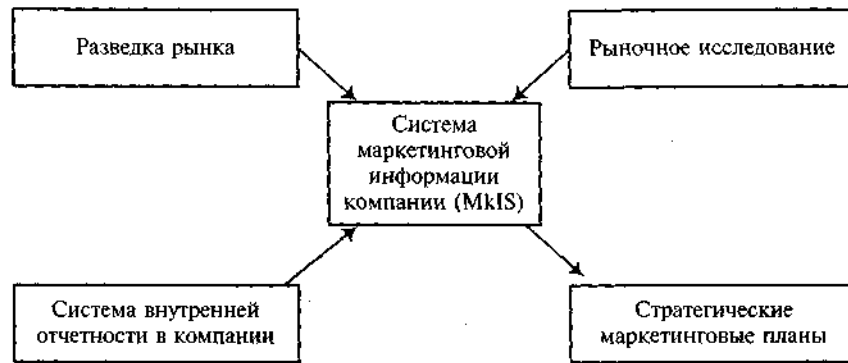 Разведка рынка
Рыночное исследование
Система
маркетинговой
информации
компании (MkIS)
Система внутренней
отчетности в компании
Стратегические
маркетинговые планы